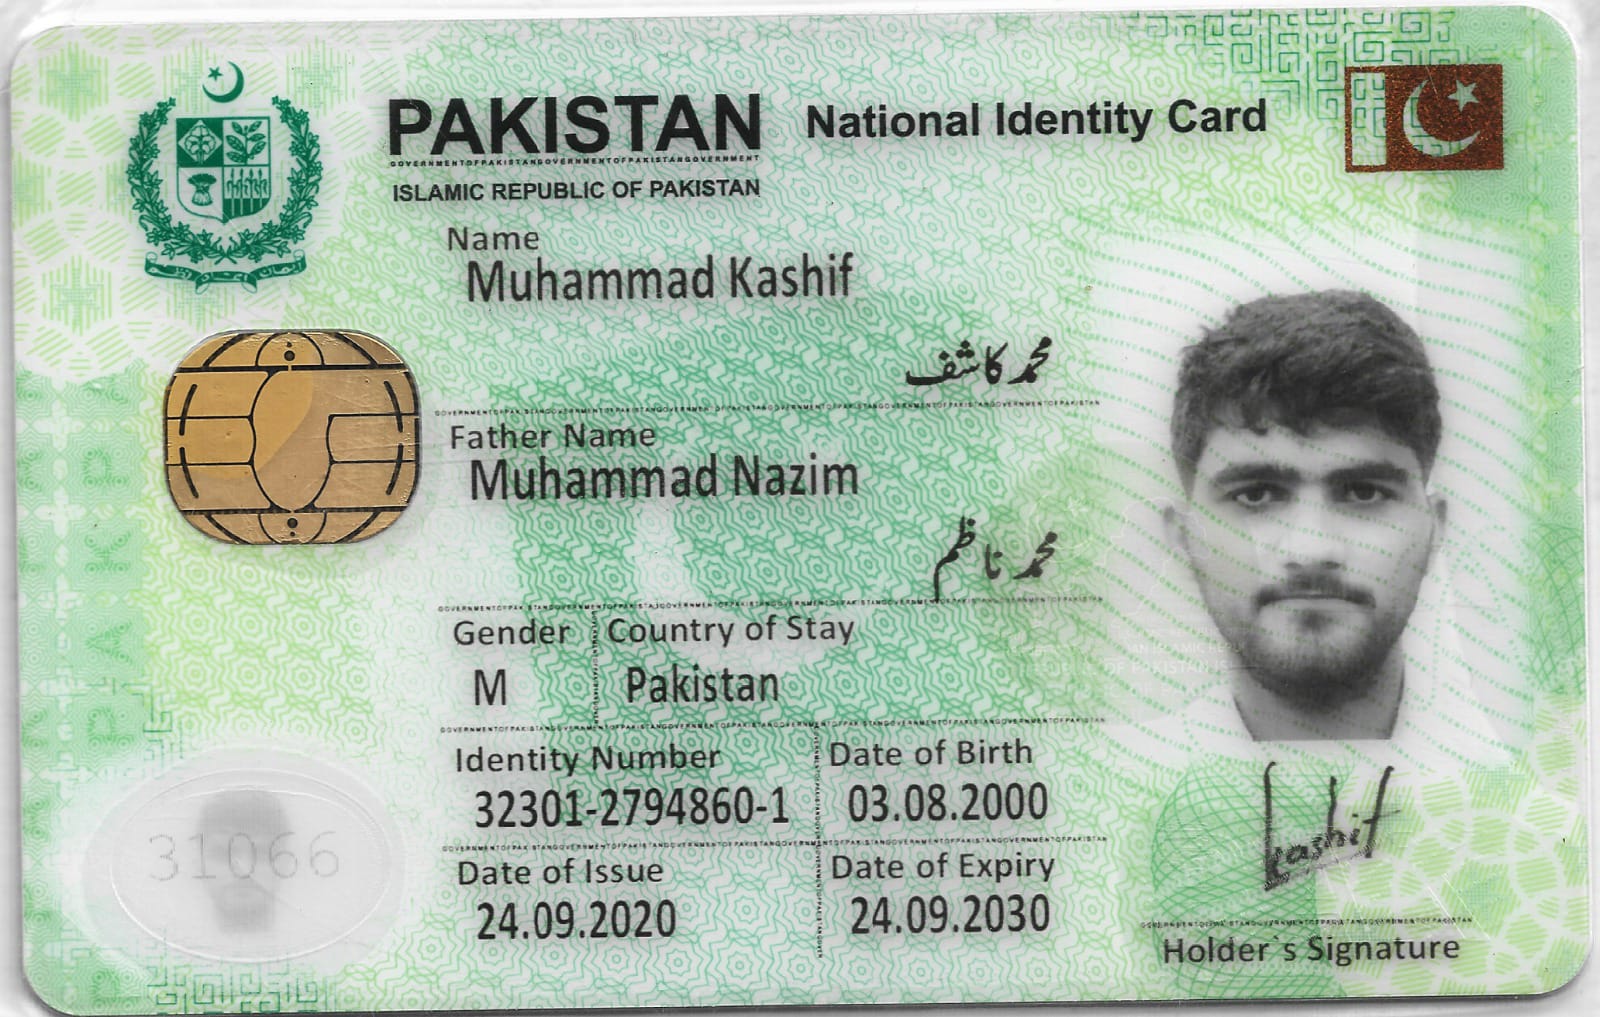 PAKISTAN National Identity Card
ISLAMIC REPUBLIC OF PAKISTAN
Name
Muhammad Kashif
محمد کاشف
Father Name
Muhammad Nazim
محمد ناظم
Gender Country of Stay
M Pakistan
Identity Number Date of Birth
32301-2794860-1 03.08.2000
Date of Issue Date of Expiry
24.09.2020 24.09.2030
31066
Kashif
Holder`s Signature